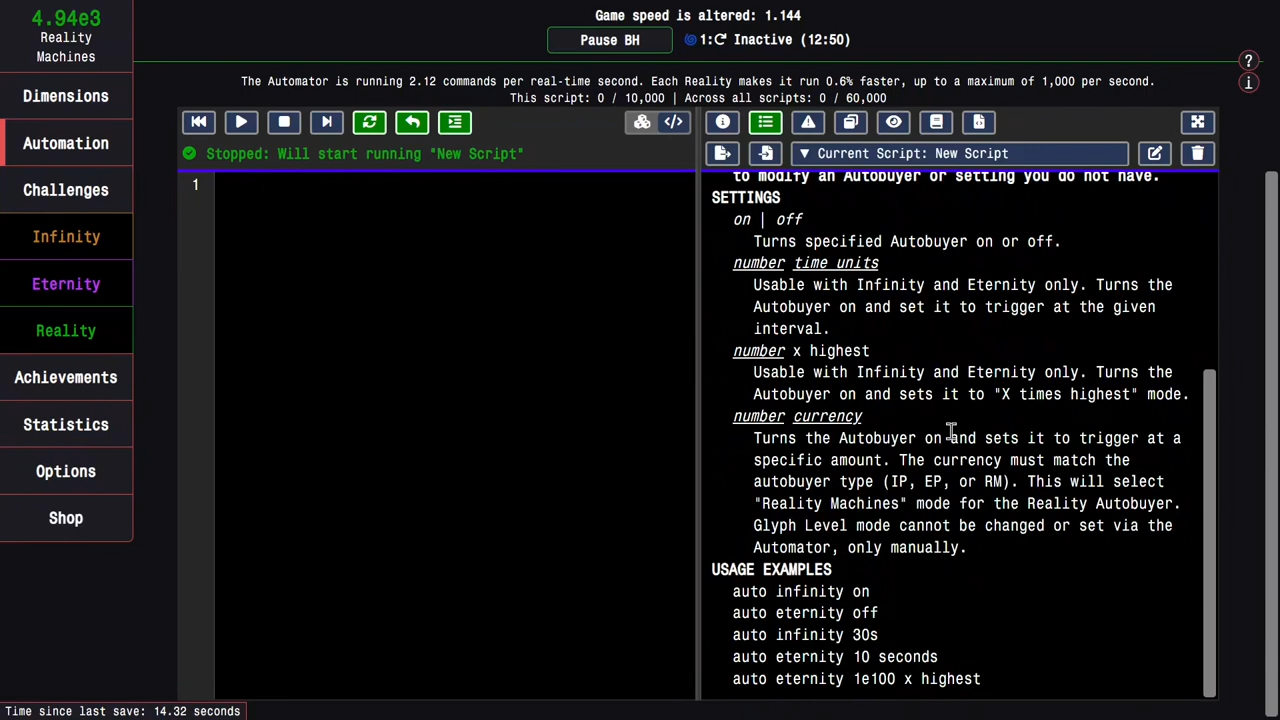 4.94e3
Reality
Machines
Dimensions
Automation
Challenges
Infinity
Eternity
Reality
Achievements
Statistics
Options
Shop
Game speed is altered: 1.144
Pause BH
1: Inactive (12:50)
?
i
The Automator is running 2.12 commands per real-time second. Each Reality makes it run 0.6% faster, up to a maximum of 1,000 per second.
This script: 0 / 10,000 | Across all scripts: 0 / 60,000
Stopped: Will start running "New Script"
1
▼ Current Script: New Script
to modify an Autobuyer or setting you do not have.
SETTINGS
on | off
Turns specified Autobuyer on or off.
number time units
Usable with Infinity and Eternity only. Turns the
Autobuyer on and set it to trigger at the given
interval.
number x highest
Usable with Infinity and Eternity only. Turns the
Autobuyer on and sets it to "X times highest" mode.
number currency
Turns the Autobuyer on and sets it to trigger at a
specific amount. The currency must match the
autobuyer type (IP, EP, or RM). This will select
"Reality Machines" mode for the Reality Autobuyer.
Glyph Level mode cannot be changed or set via the
Automator, only manually.
USAGE EXAMPLES
auto infinity on
auto eternity off
auto infinity 30s
auto eternity 10 seconds
auto eternity 1e100 x highest
Time since last save: 14.32 seconds